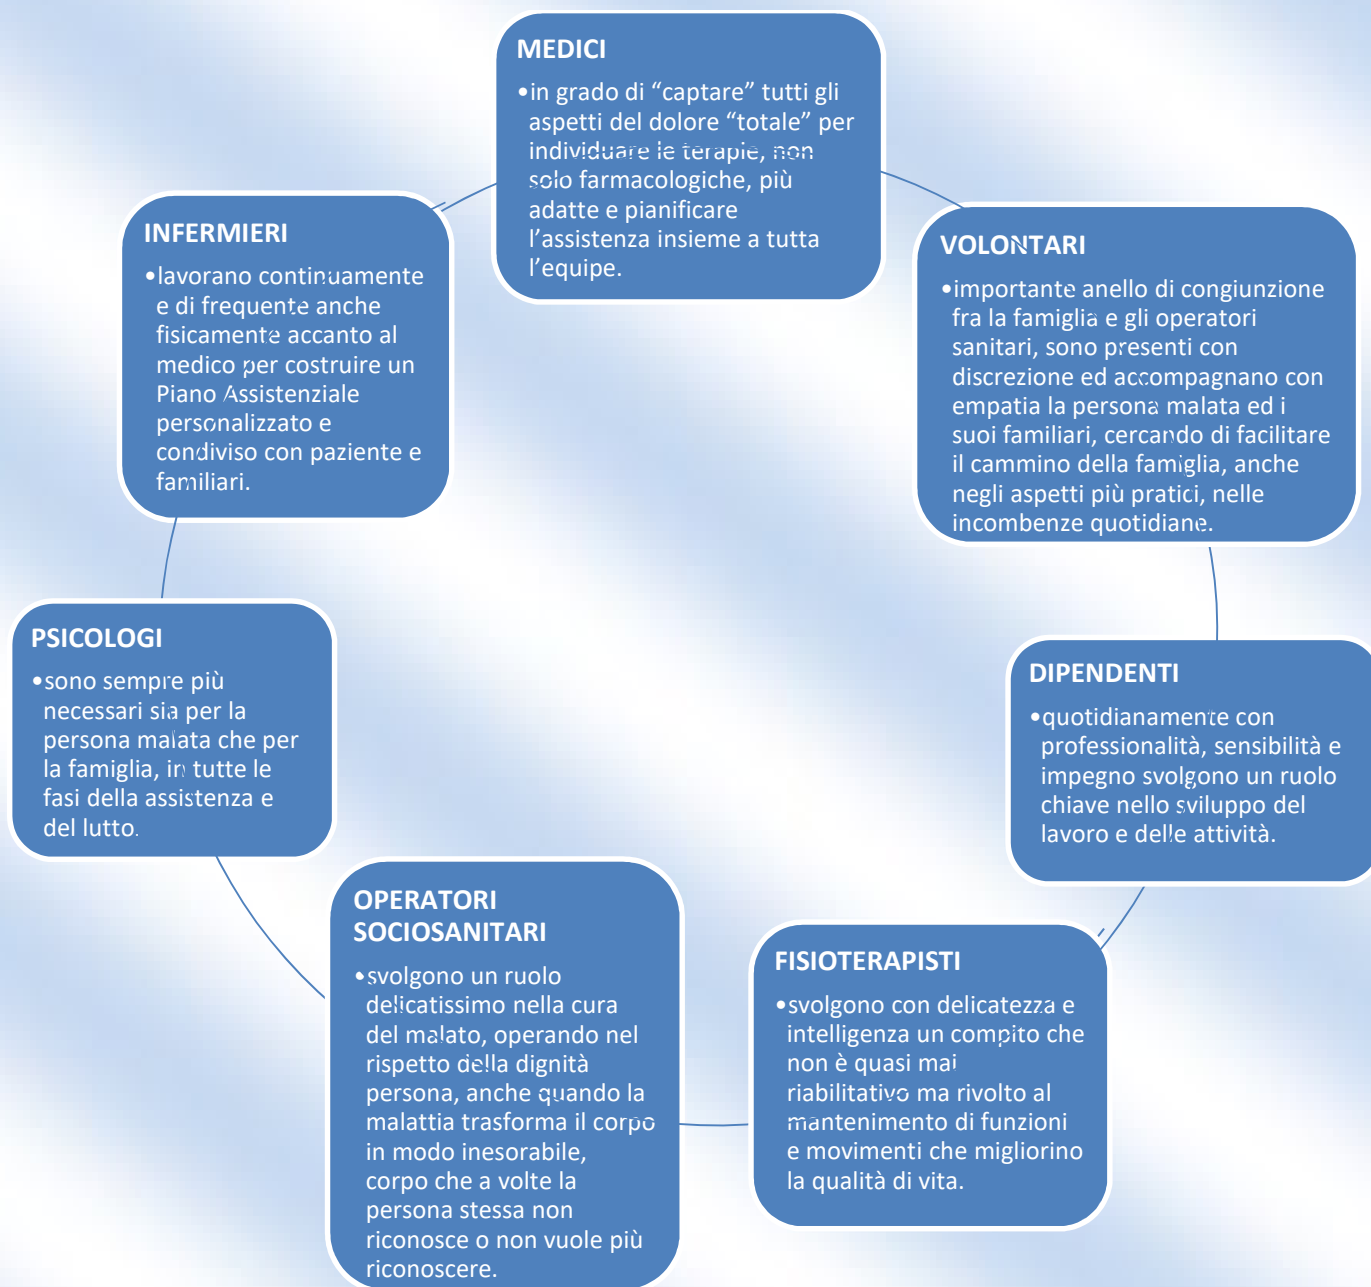 MEDICI
•in grado di “captare” tutti gli
aspetti del dolore “totale” per
individuare le terapie, non
solo farmacologiche, più
adatte e pianificare
l’assistenza insieme a tutta
l’equipe.
VOLONTARI
•importante anello di congiunzione
fra la famiglia e gli operatori
sanitari, sono presenti con
discrezione ed accompagnano con
empatia la persona malata ed i
suoi familiari, cercando di facilitare
il cammino della famiglia, anche
negli aspetti più pratici, nelle
incombenze quotidiane.
DIPENDENTI
•quotidianamente con
professionalità, sensibilità e
impegno svolgono un ruolo
chiave nello sviluppo del
lavoro e delle attività.
FISIOTERAPISTI
•svolgono con delicatezza e
intelligenza un compito che
non è quasi mai
riabilitativo ma rivolto al
mantenimento di funzioni
e movimenti che migliorino
la qualità di vita.
OPERATORI
SOCIOSANITARI
•svolgono un ruolo
delicatissimo nella cura
del malato, operando nel
rispetto della dignità
persona, anche quando la
malattia trasforma il corpo
in modo inesorabile,
corpo che a volte la
persona stessa non
riconosce o non vuole più
riconoscere.
PSICOLOGI
•sono sempre più
necessari sia per la
persona malata che per
la famiglia, in tutte le
fasi della assistenza e
del lutto.
INFERMIERI
•lavorano continuamente
e di frequente anche
fisicamente accanto al
medico per costruire un
Piano Assistenziale
personalizzato e
condiviso con paziente e
familiari.